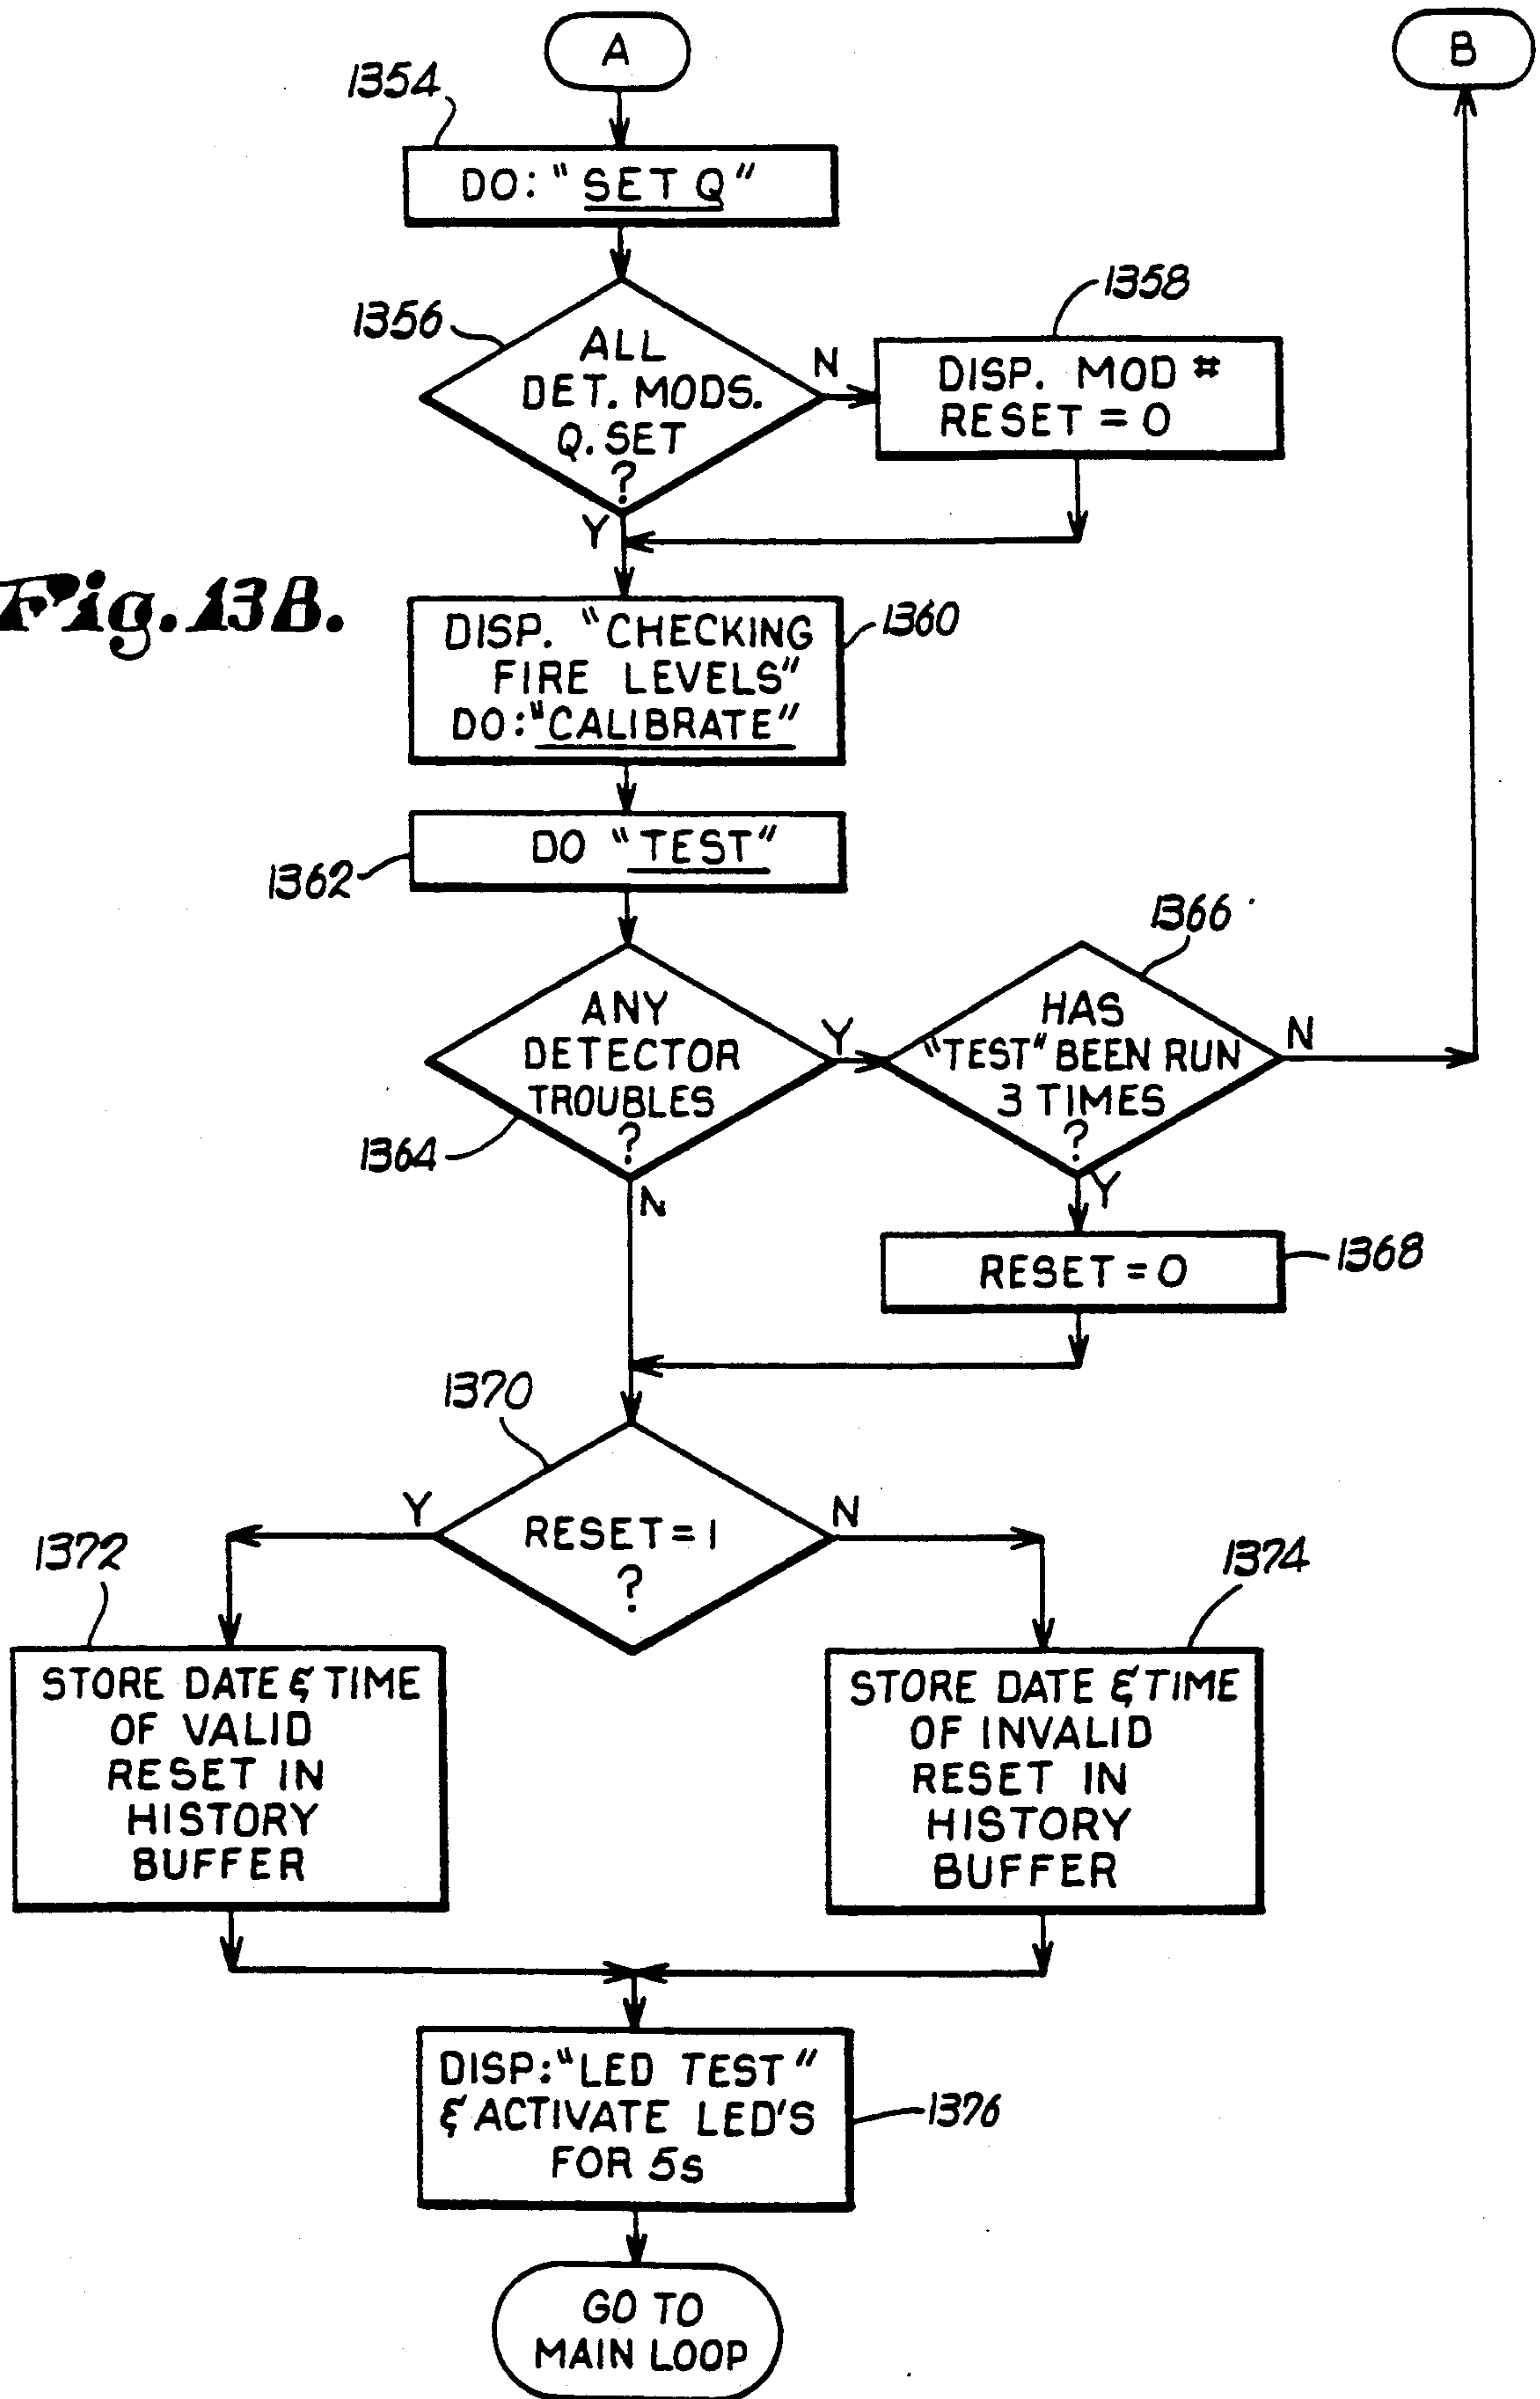 A
B
1354
DO: "SET Q"
1356
ALL
DET. MODS.
Q. SET
?
N
Y
1358
DISP. MOD #
RESET = 0
Fig. 13B.
DISP. "CHECKING
FIRE LEVELS"
DO: "CALIBRATE"
1360
DO "TEST"
1362
ANY
DETECTOR
TROUBLES
?
1364
Y
N
1366
HAS
"TEST" BEEN RUN
3 TIMES
?
N
Y
RESET = 0
1368
1370
RESET = 1
?
Y
N
1372
STORE DATE & TIME
OF VALID
RESET IN
HISTORY
BUFFER
1374
STORE DATE & TIME
OF INVALID
RESET IN
HISTORY
BUFFER
DISP: "LED TEST"
& ACTIVATE LED'S
FOR 5s
1376
GO TO
MAIN LOOP